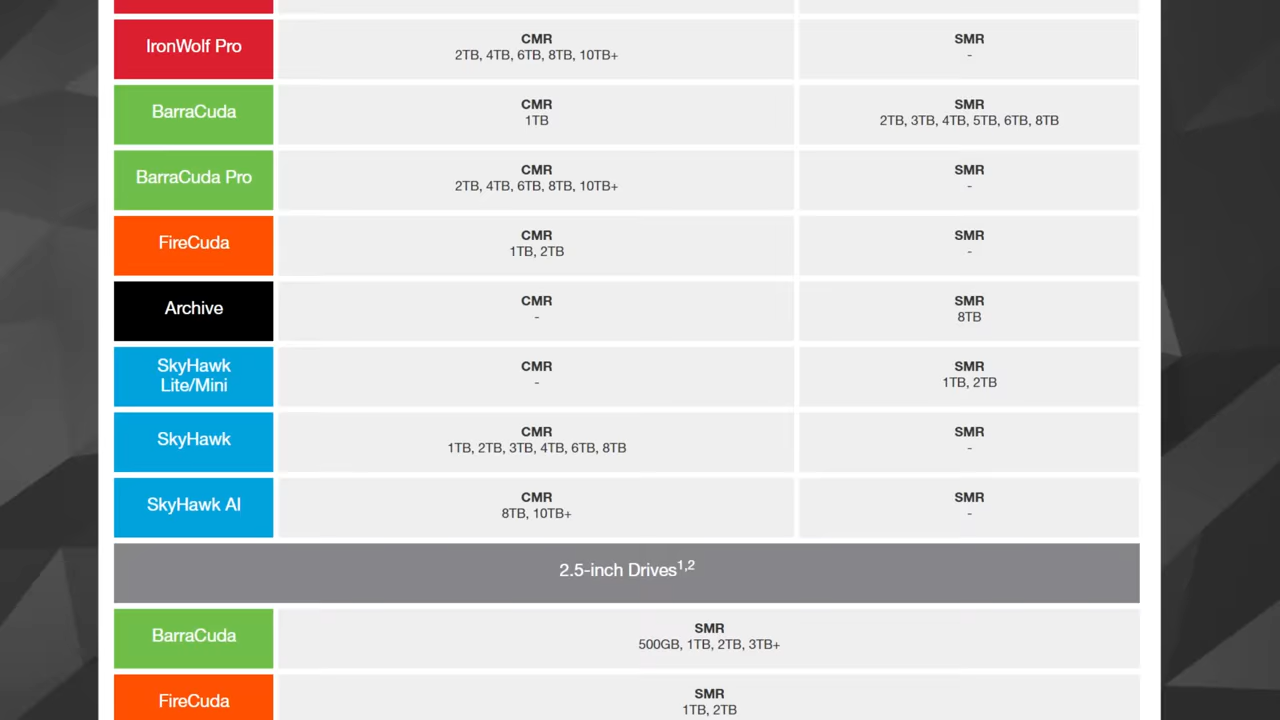 IronWolf Pro
CMR
2TB, 4TB, 6TB, 8TB, 10TB+
SMR
-
BarraCuda
CMR
1TB
SMR
2TB, 3TB, 4TB, 5TB, 6TB, 8TB
BarraCuda Pro
CMR
2TB, 4TB, 6TB, 8TB, 10TB+
SMR
-
FireCuda
CMR
1TB, 2TB
SMR
-
Archive
CMR
-
SMR
8TB
SkyHawk
Lite/Mini
CMR
-
SMR
1TB, 2TB
SkyHawk
CMR
1TB, 2TB, 3TB, 4TB, 6TB, 8TB
SMR
-
SkyHawk AI
CMR
8TB, 10TB+
SMR
-
2.5-inch Drives1,2
BarraCuda
SMR
500GB, 1TB, 2TB, 3TB+
FireCuda
SMR
1TB, 2TB